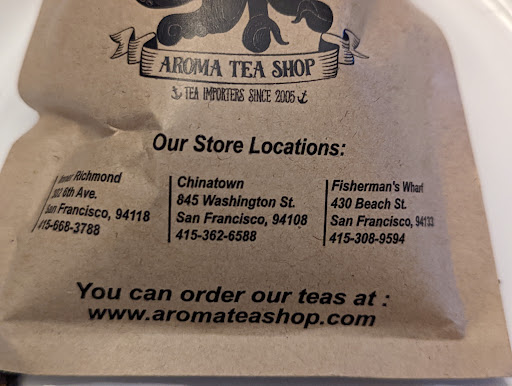 AROMA TEA SHOP
TEA IMPORTERS SINCE 2005
Our Store Locations:
Richmond
6th Ave.
San Francisco, 94118
415-668-3788
Chinatown
845 Washington St.
San Francisco, 94108
415-362-6588
Fisherman's Wharf
430 Beach St.
San Francisco, 94133
415-308-9594
You can order our teas at :
www.aromateashop.com